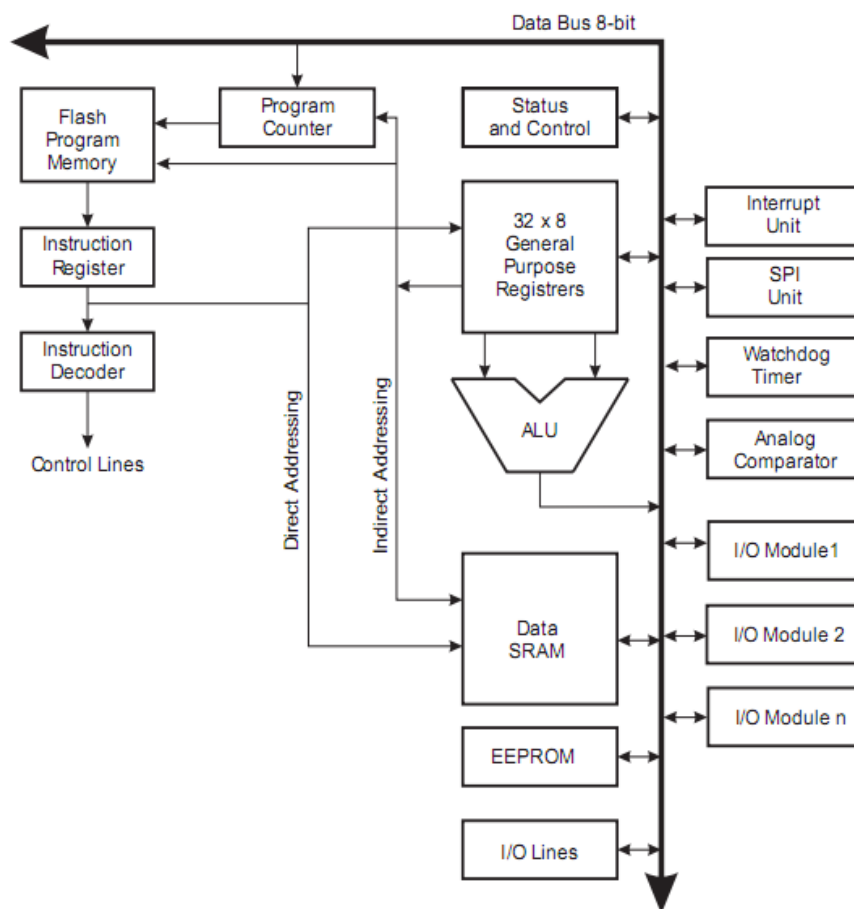 Data Bus 8-bit
Flash
Program
Memory
Program
Counter
Status
and Control
Instruction
Register
32 x 8
General
Purpose
Registrers
Interrupt
Unit
SPI
Unit
Instruction
Decoder
Watchdog
Timer
Control Lines
Direct Addressing
Indirect Addressing
ALU
Analog
Comparator
I/O Module1
Data
SRAM
I/O Module 2
I/O Module n
EEPROM
I/O Lines